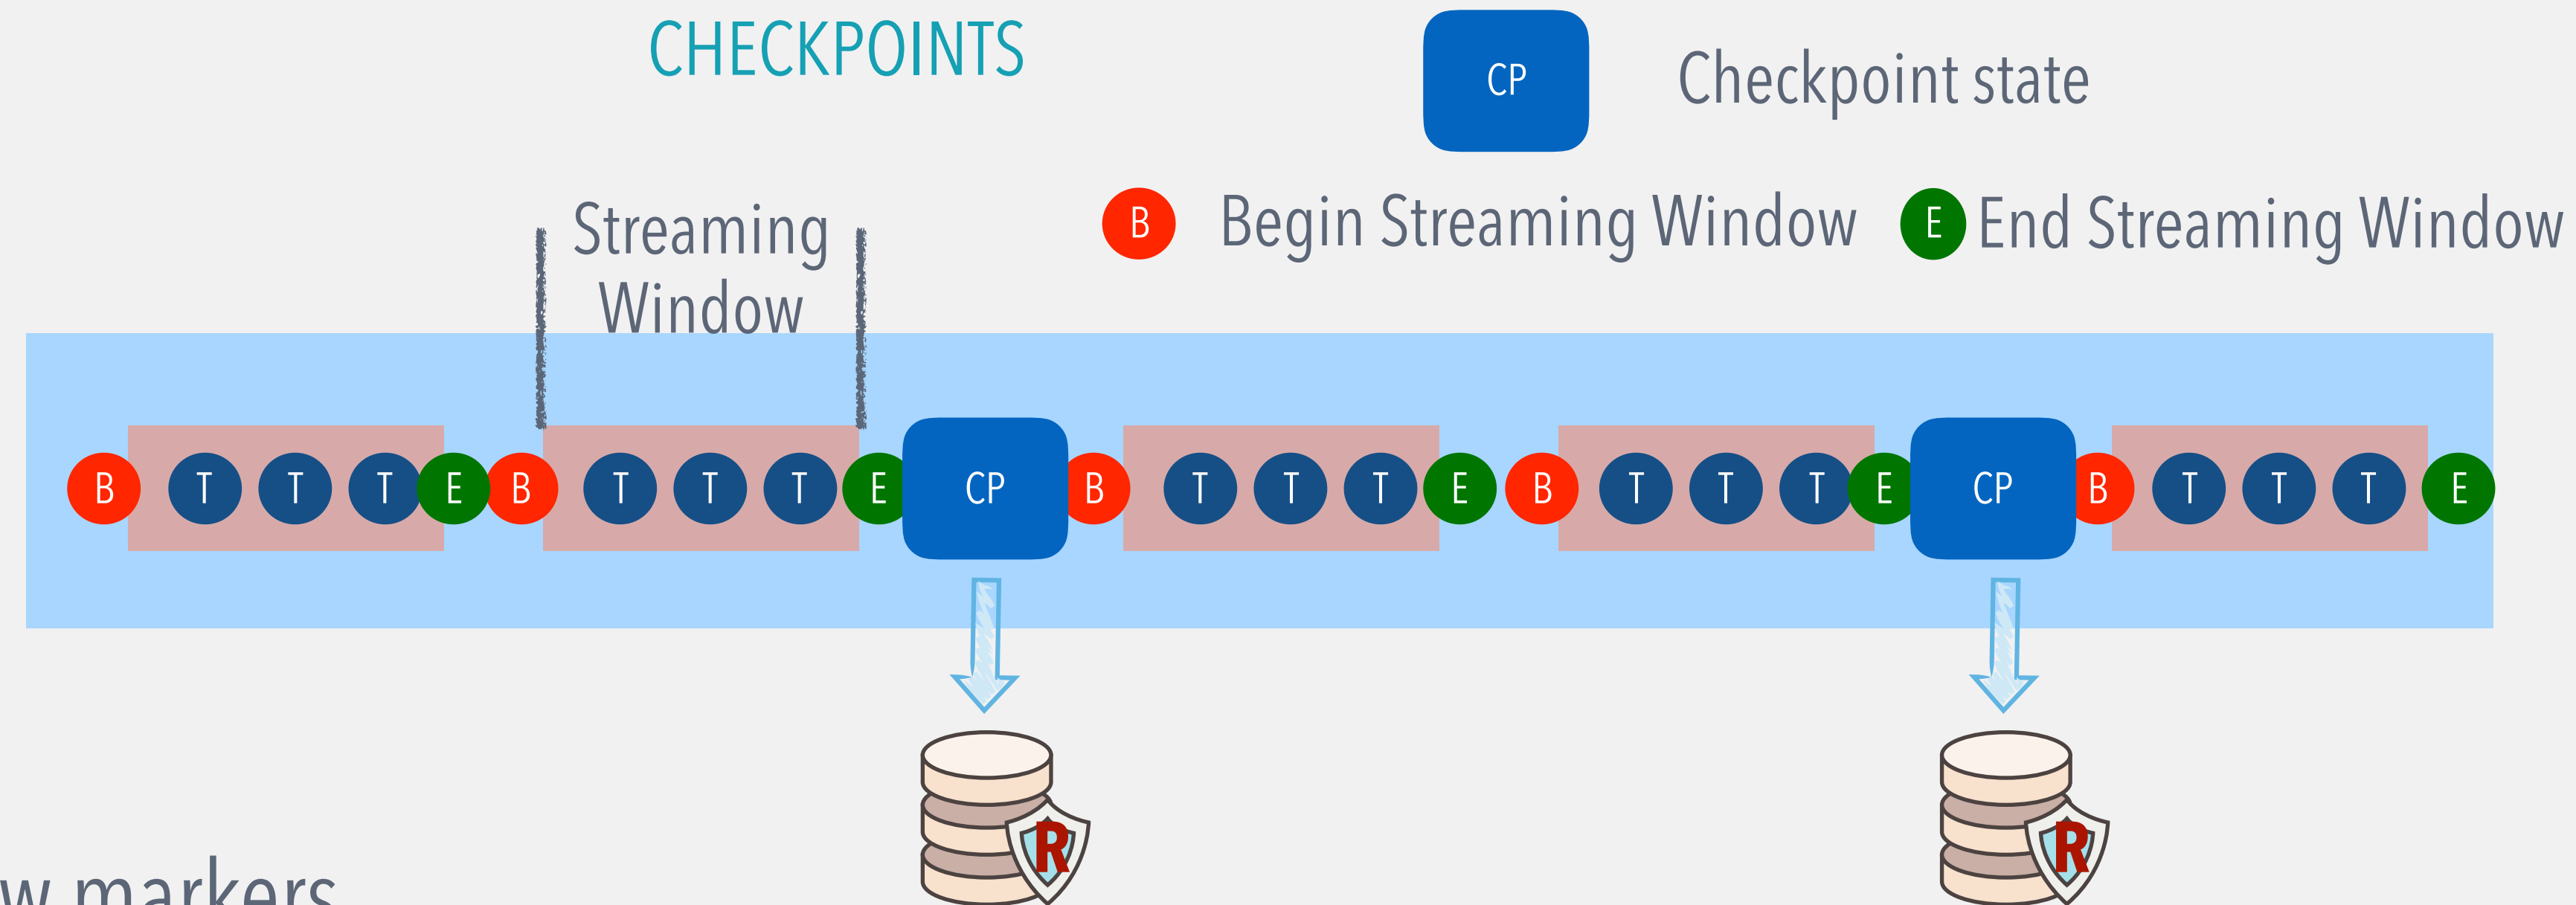 CHECKPOINTS
CP
Checkpoint state
B Begin Streaming Window E End Streaming Window
Streaming
Window
B T T T E B T T T E CP B T T T E B T T T E CP B T T T E
R R
w markers